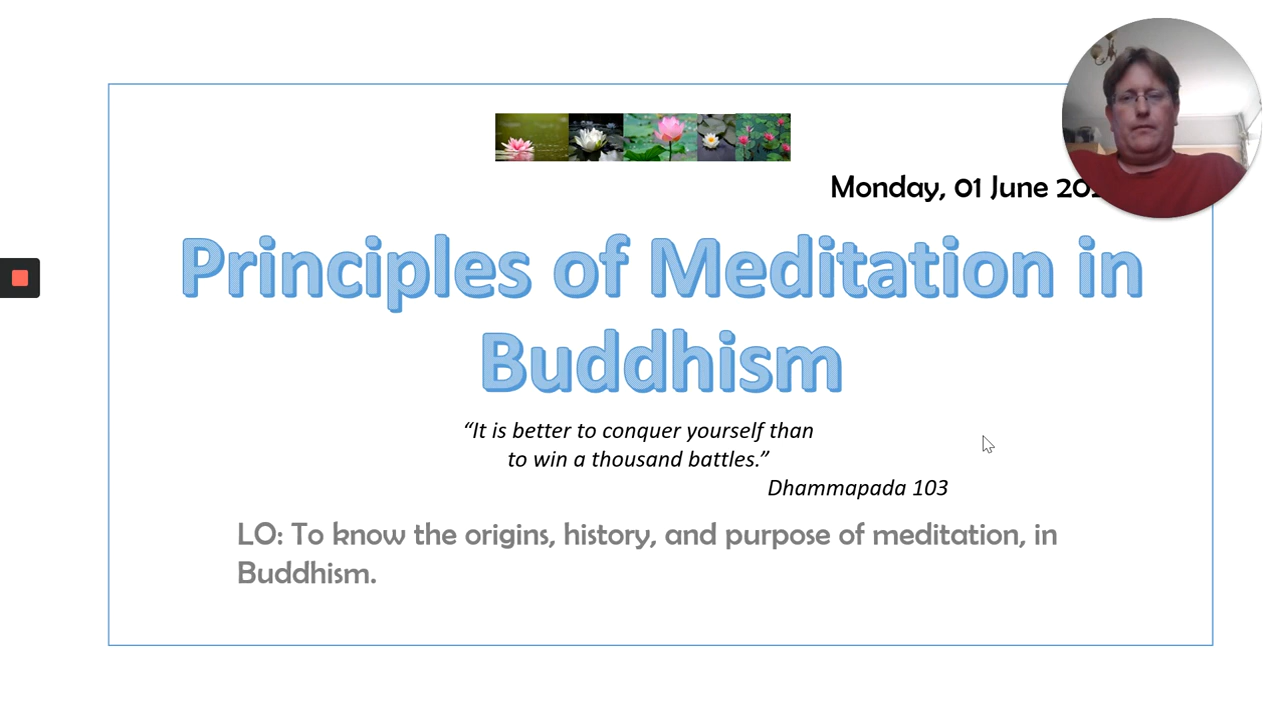 Monday, 01 June
Principles of Meditation in
Buddhism
“It is better to conquer yourself than
to win a thousand battles.”
Dhammapada 103
LO: To know the origins, history, and purpose of meditation, in
Buddhism.